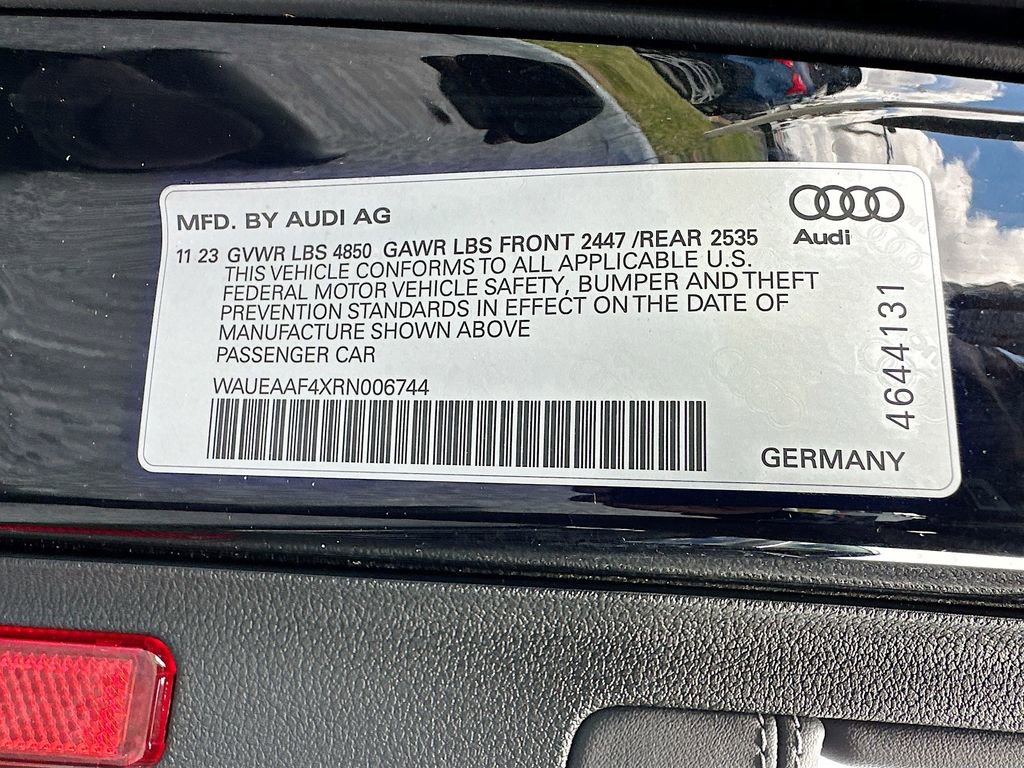 MFD. BY AUDI AG
Audi
11 23 GVWR LBS 4850 GAWR LBS FRONT 2447 /REAR 2535
THIS VEHICLE CONFORMS TO ALL APPLICABLE U.S.
FEDERAL MOTOR VEHICLE SAFETY, BUMPER AND THEFT
PREVENTION STANDARDS IN EFFECT ON THE DATE OF
MANUFACTURE SHOWN ABOVE
PASSENGER CAR
WAUEAAF4XRN006744
4644131
GERMANY